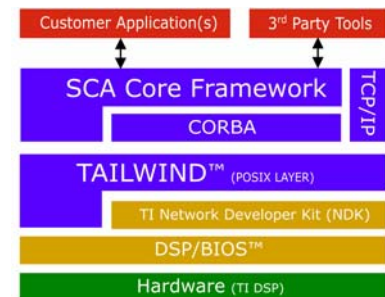 Customer Application(s)
3rd Party Tools
SCA Core Framework
TCP/IP
CORBA
TAILWIND™ (POSIX LAYER)
TI Network Developer Kit (NDK)
DSP/BIOS™
Hardware (TI DSP)